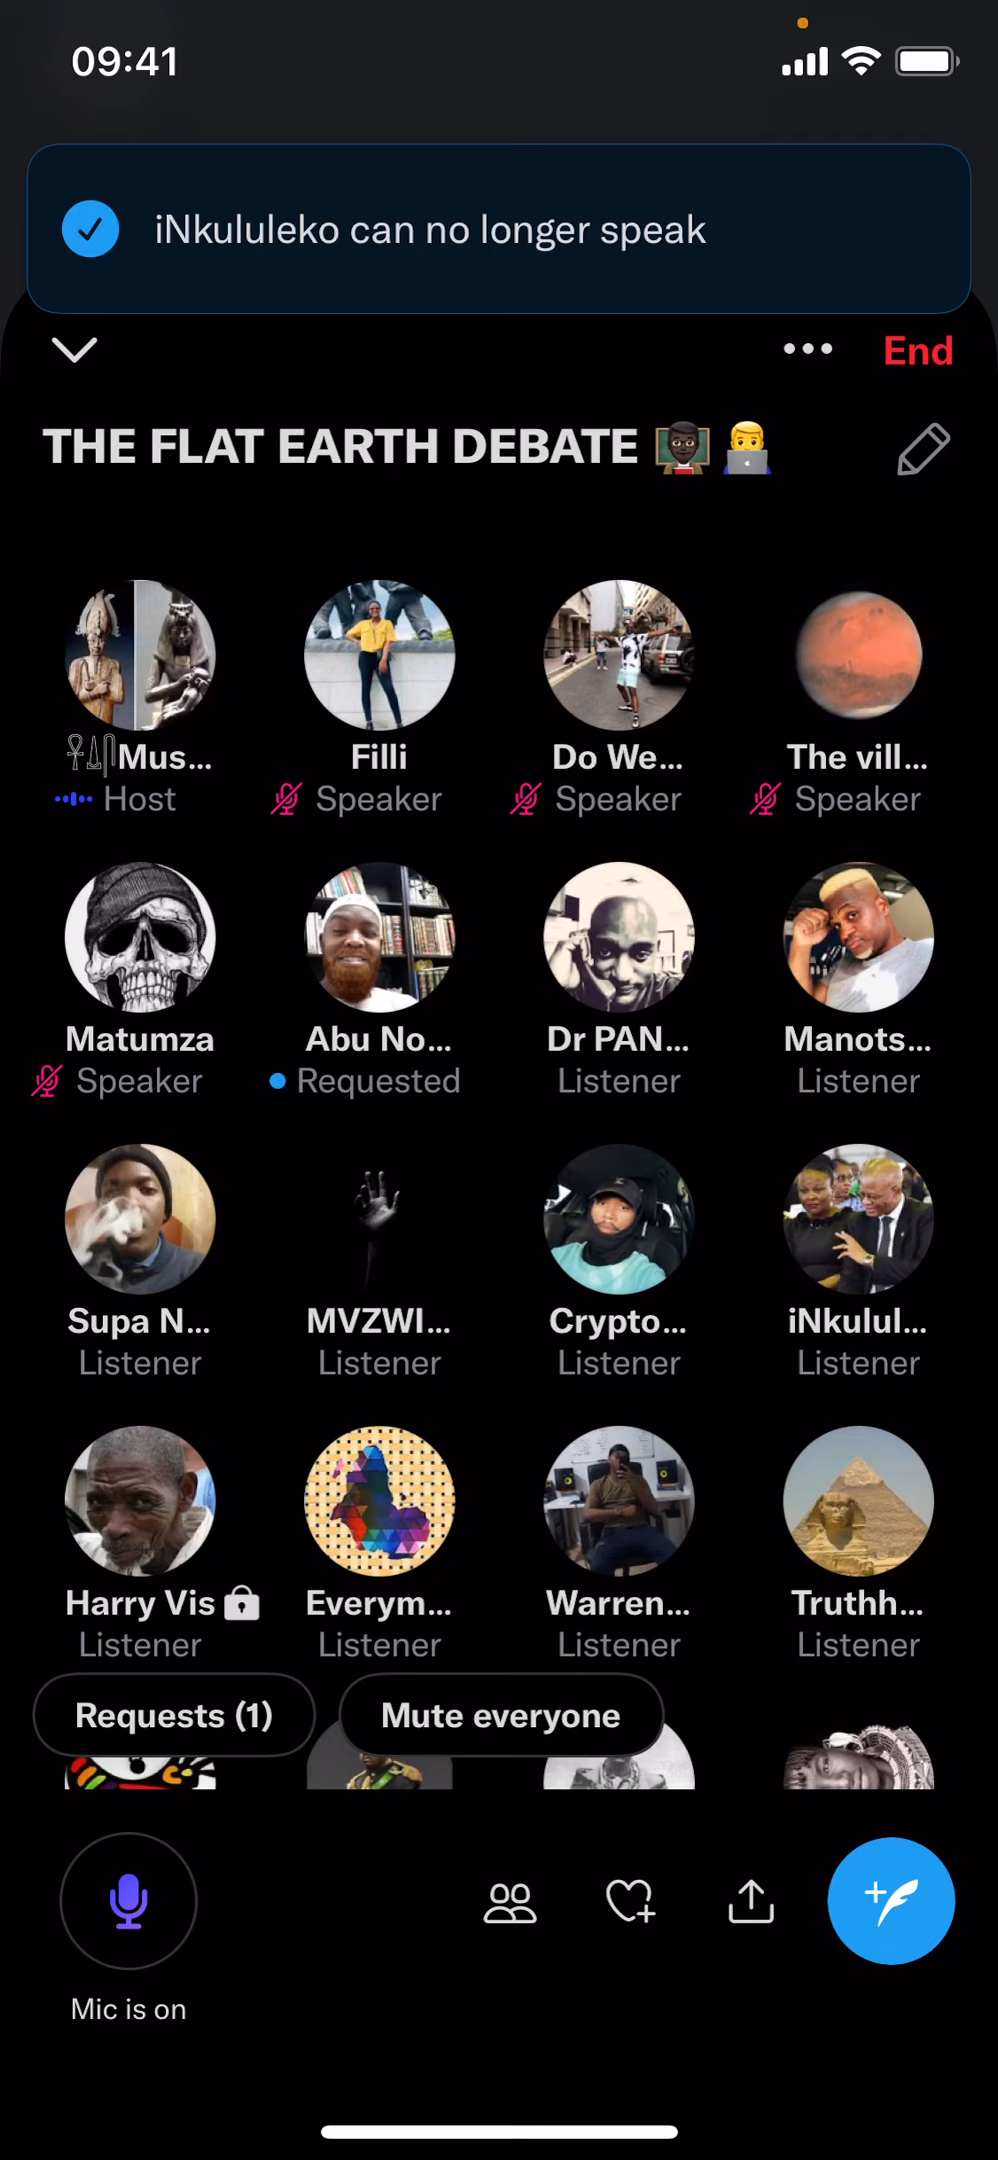 09:41
iNkululeko can no longer speak
End
THE FLAT EARTH DEBATE 👨🏿‍🏫 👨‍💻
𓋹𓍝𓋾Mus... Filli Do We... The vill...
Host Speaker Speaker Speaker
Matumza Abu No... Dr PAN... Manots...
Speaker Requested Listener Listener
Supa N... MVZWI... Crypto... iNkulul...
Listener Listener Listener Listener
Harry Vis Everym... Warren... Truthh...
Listener Listener Listener Listener
Requests (1) Mute everyone
Mic is on